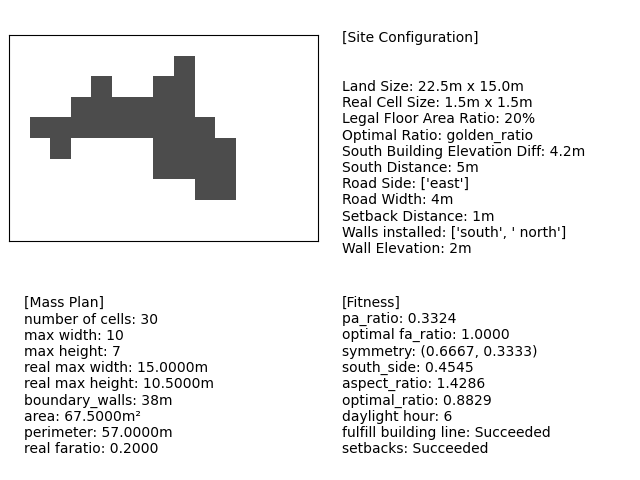 [Site Configuration]
Land Size: 22.5m x 15.0m
Real Cell Size: 1.5m x 1.5m
Legal Floor Area Ratio: 20%
Optimal Ratio: golden_ratio
South Building Elevation Diff: 4.2m
South Distance: 5m
Road Side: ['east']
Road Width: 4m
Setback Distance: 1m
Walls installed: ['south', ' north']
Wall Elevation: 2m
[Mass Plan]
number of cells: 30
max width: 10
max height: 7
real max width: 15.0000m
real max height: 10.5000m
boundary_walls: 38m
area: 67.5000m²
perimeter: 57.0000m
real faratio: 0.2000
[Fitness]
pa_ratio: 0.3324
optimal fa_ratio: 1.0000
symmetry: (0.6667, 0.3333)
south_side: 0.4545
aspect_ratio: 1.4286
optimal_ratio: 0.8829
daylight hour: 6
fulfill building line: Succeeded
setbacks: Succeeded